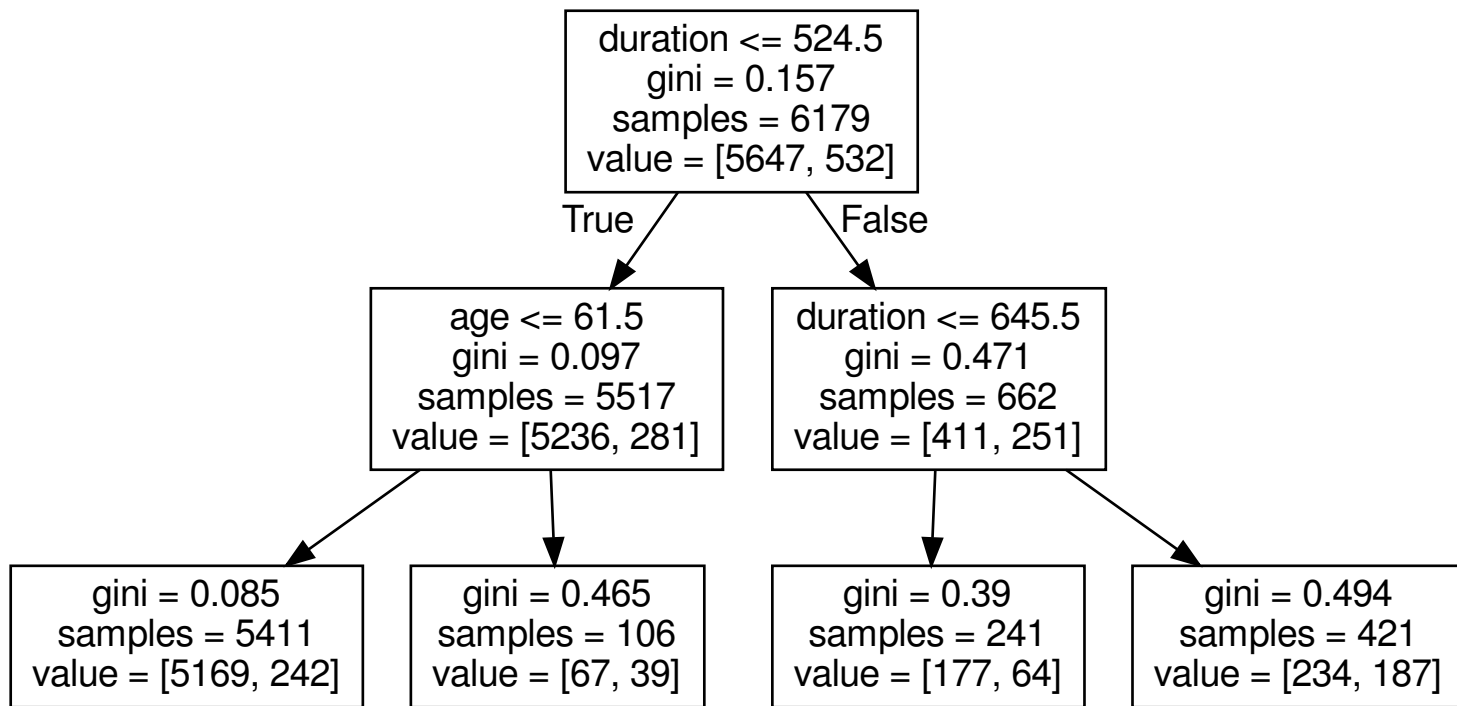 duration <= 524.5
gini = 0.157
samples = 6179
value = [5647, 532]
True
False
age <= 61.5
gini = 0.097
samples = 5517
value = [5236, 281]
duration <= 645.5
gini = 0.471
samples = 662
value = [411, 251]
gini = 0.085
samples = 5411
value = [5169, 242]
gini = 0.465
samples = 106
value = [67, 39]
gini = 0.39
samples = 241
value = [177, 64]
gini = 0.494
samples = 421
value = [234, 187]